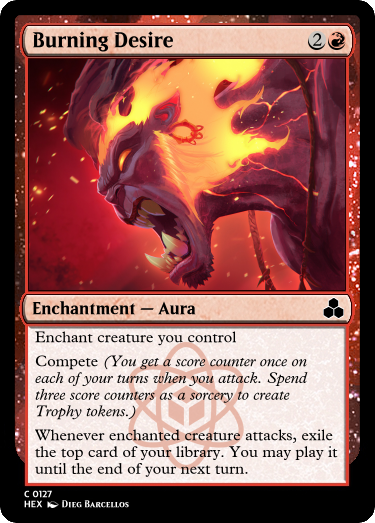 Burning Desire 2
Enchantment — Aura
Enchant creature you control
Compete (You get a score counter once on
each of your turns when you attack. Spend
three score counters as a sorcery to create
Trophy tokens.)
Whenever enchanted creature attacks, exile
the top card of your library. You may play it
until the end of your next turn.
C 0127
HEX Dieg Barcellos